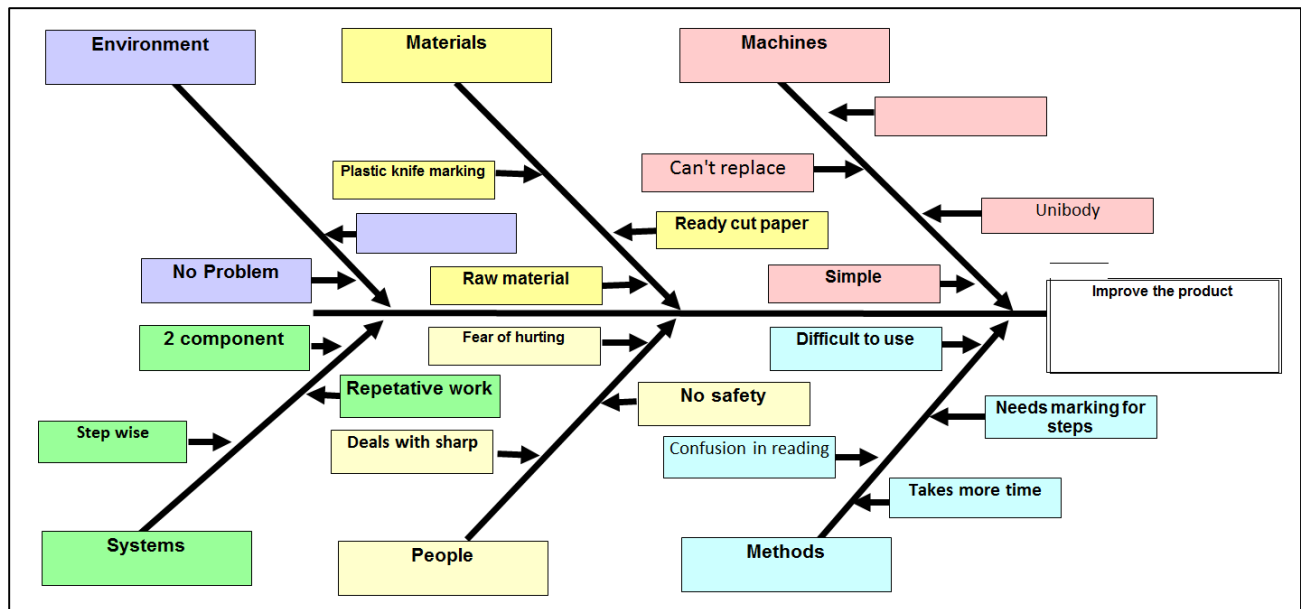 Environment
Materials
Machines
Plastic knife marking
Can't replace
Ready cut paper
Unibody
No Problem
Raw material
Simple
Improve the product
2 component
Fear of hurting
Difficult to use
Repetative work
No safety
Needs marking for
steps
Step wise
Deals with sharp
Confusion in reading
Takes more time
Systems
People
Methods